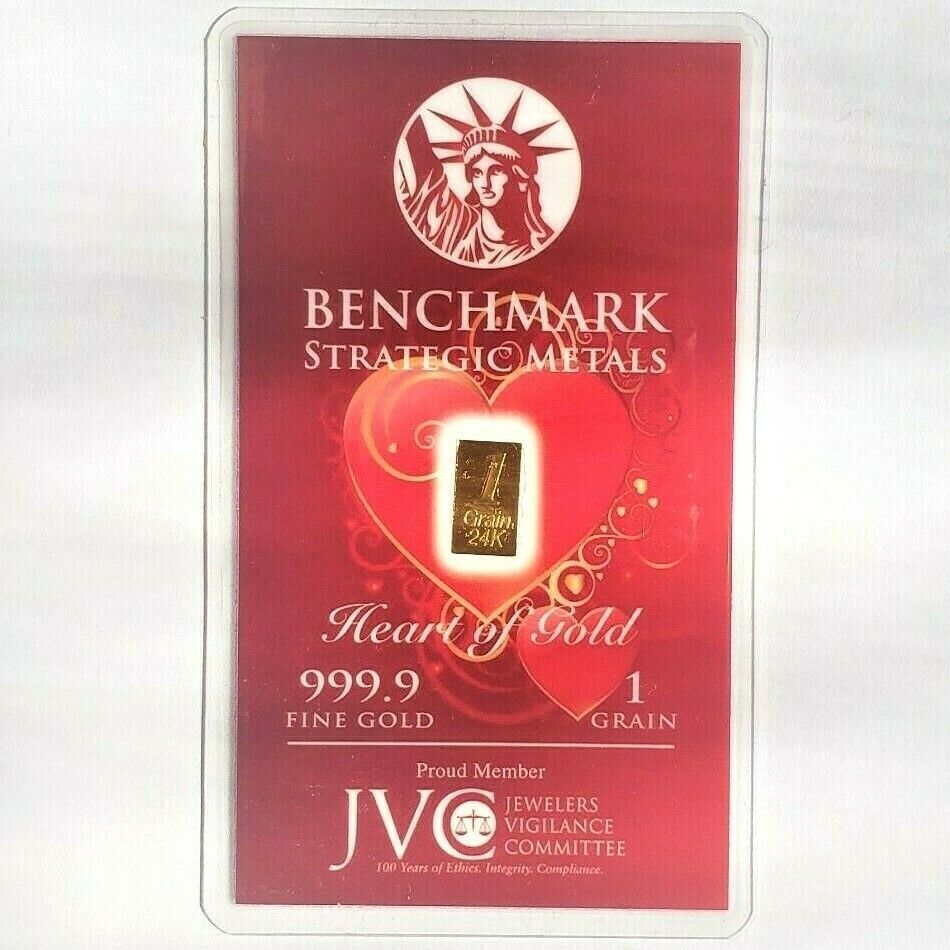 BENCHMARK
STRATEGIC METALS
1
Grain
24K
Heart of Gold
999.9
FINE GOLD
1
GRAIN
Proud Member
JVC
JEWELERS
VIGILANCE
COMMITTEE
100 Years of Ethics. Integrity. Compliance.